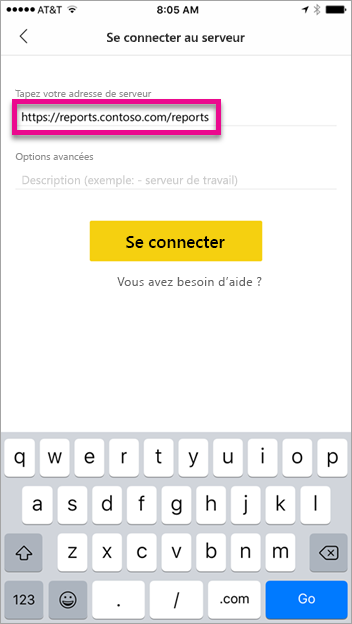 AT&T 8:05 AM
Se connecter au serveur
Tapez votre adresse de serveur
https://reports.contoso.com/reports
Options avancées
Description (exemple: - serveur de travail)
Se connecter
Vous avez besoin d'aide ?
q w e r t y u i o p
a s d f g h j k l
z x c v b n m
123 . / .com Go